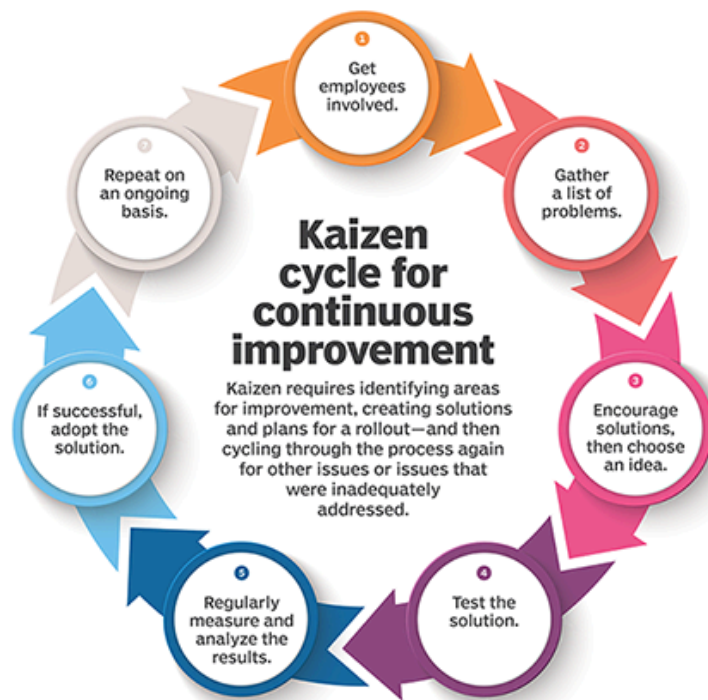 Kaizen
cycle for
continuous
improvement
Kaizen requires identifying areas
for improvement, creating solutions
and plans for a rollout—and then
cycling through the process again
for other issues or issues that
were inadequately
addressed.
1
Get
employees
involved.
2
Gather
a list of
problems.
3
Encourage
solutions,
then choose
an idea.
4
Test the
solution.
5
Regularly
measure and
analyze the
results.
6
If successful,
adopt the
solution.
7
Repeat on
an ongoing
basis.